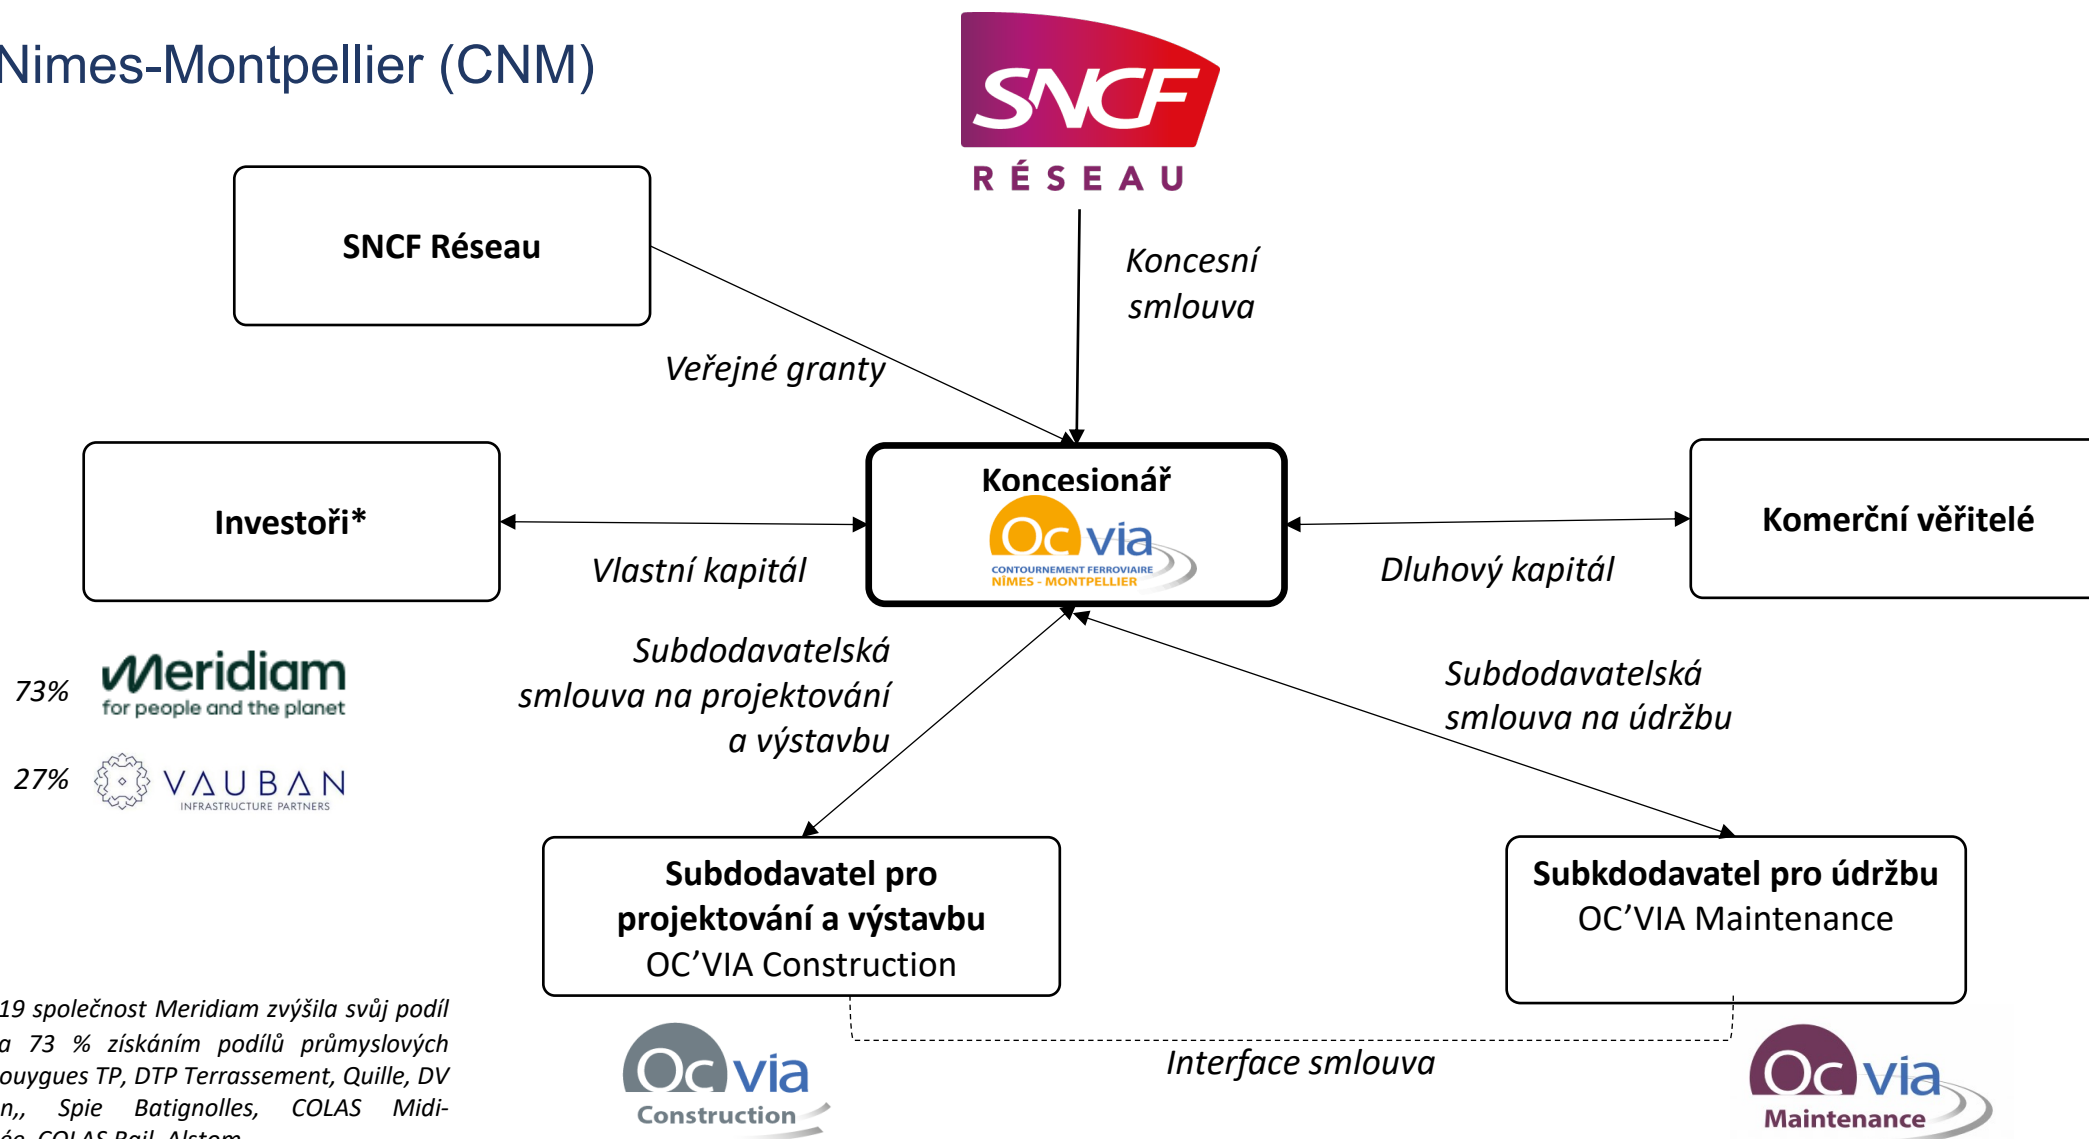 Nimes-Montpellier (CNM)
SNCF
RÉSEAU
SNCF Réseau
Koncesní
smlouva
Veřejné granty
Investoři*
Vlastní kapitál
Koncesionář
Oc via
CONTOURNEMENT FERROVIAIRE
NÎMES - MONTPELLIER
Dluhový kapitál
Komerční věřitelé
73%
Meridiam
for people and the planet
27%
VAUBAN
INFRASTRUCTURE PARTNERS
Subdodavatelská
smlouva na projektování
a výstavbu
Subdodavatelská
smlouva na údržbu
Subdodavatel pro
projektování a výstavbu
OC’VIA Construction
Subkdodavatel pro údržbu
OC’VIA Maintenance
19 společnost Meridiam zvýšila svůj podíl
a 73 % získáním podílů průmyslových
ouygues TP, DTP Terrassement, Quille, DV
n,, Spie Batignolles, COLAS Midi-
ée, COLAS Rail, Alstom
Oc via
Construction
Interface smlouva
Oc via
Maintenance